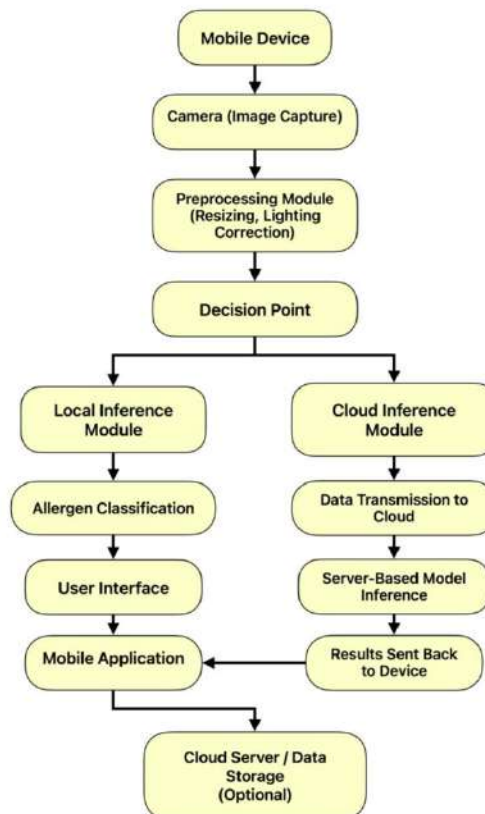 Mobile Device
Camera (Image Capture)
Preprocessing Module
(Resizing, Lighting
Correction)
Decision Point
Local Inference
Module
Cloud Inference
Module
Allergen Classification
Data Transmission to
Cloud
User Interface
Server-Based Model
Inference
Mobile Application
Results Sent Back
to Device
Cloud Server / Data
Storage
(Optional)